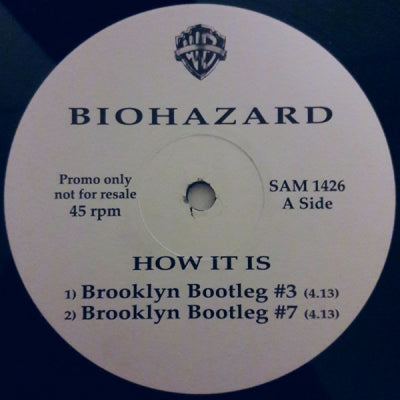 BIOHAZARD
Promo only
not for resale
45 rpm
SAM 1426
A Side
HOW IT IS
1) Brooklyn Bootleg #3 (4.13)
2) Brooklyn Bootleg #7 (4.13)